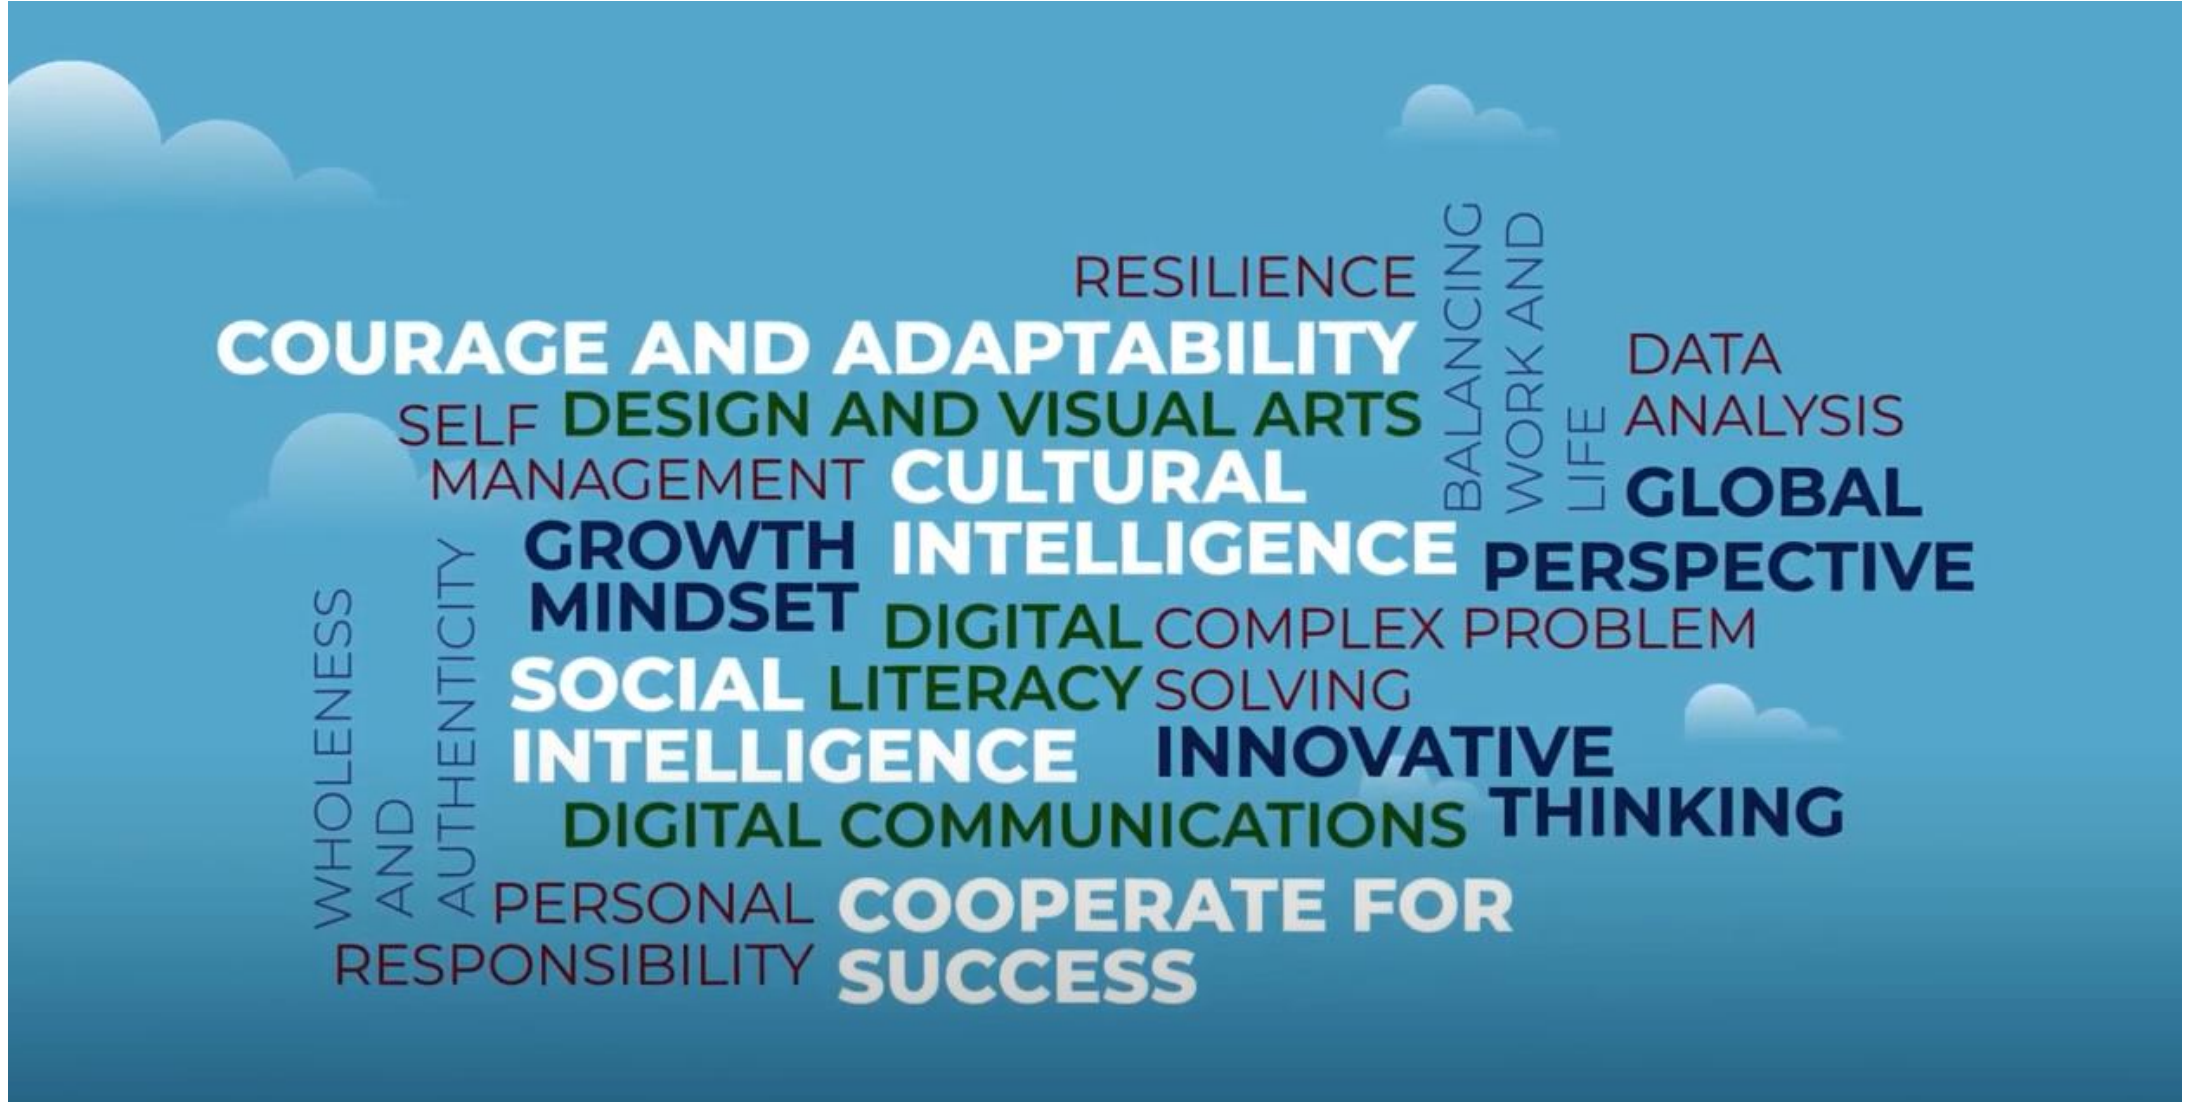 RESILIENCE
COURAGE AND ADAPTABILITY
BALANCING
WORK AND
LIFE
DATA
ANALYSIS
SELF
MANAGEMENT
DESIGN AND VISUAL ARTS
CULTURAL
INTELLIGENCE
GLOBAL
PERSPECTIVE
GROWTH
MINDSET
DIGITAL
LITERACY
COMPLEX PROBLEM
SOLVING
WHOLENESS
AND
AUTHENTICITY
SOCIAL
INTELLIGENCE
INNOVATIVE
THINKING
DIGITAL COMMUNICATIONS
PERSONAL
RESPONSIBILITY
COOPERATE FOR
SUCCESS